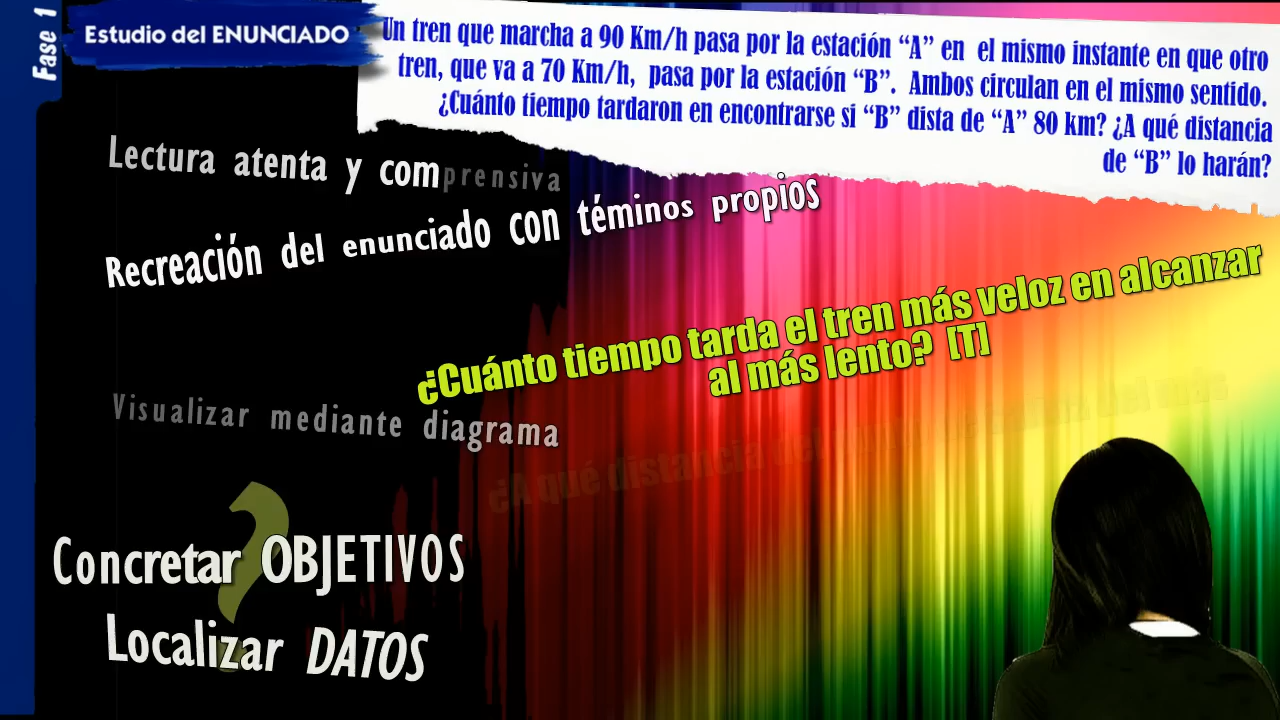 Fase 1
Estudio del ENUNCIADO
Un tren que marcha a 90 Km/h pasa por la estación “A” en el mismo instante en que otro
tren, que va a 70 Km/h, pasa por la estación “B”. Ambos circulan en el mismo sentido.
¿Cuánto tiempo tardaron en encontrarse si “B” dista de “A” 80 km? ¿A qué distancia
de “B” lo harán?
Lectura atenta y comprensiva
Recreación del enunciado con téminos propios
¿Cuánto tiempo tarda el tren más veloz en alcanzar
al más lento? [T]
Visualizar mediante diagrama
¿A qué distancia del
?
Concretar OBJETIVOS
Localizar DATOS